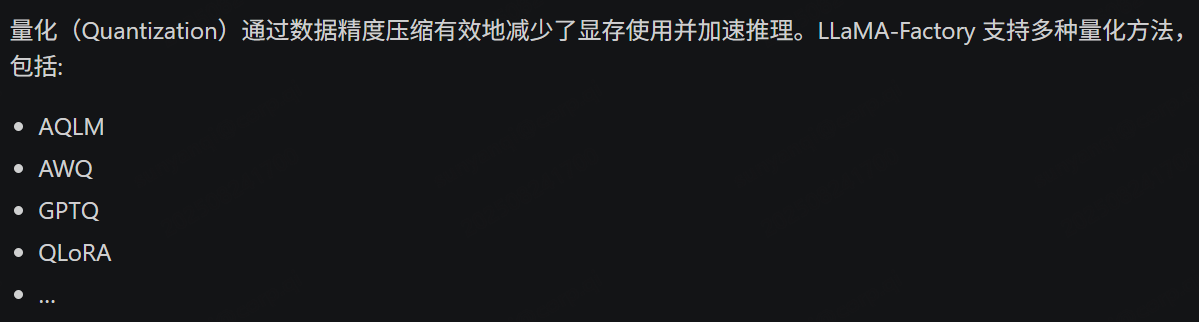 量化（Quantization）通过数据精度压缩有效地减少了显存使用并加速推理。LLaMA-Factory 支持多种量化方法，
包括:
• AQLM
• AWQ
• GPTQ
• QLoRA
• ...